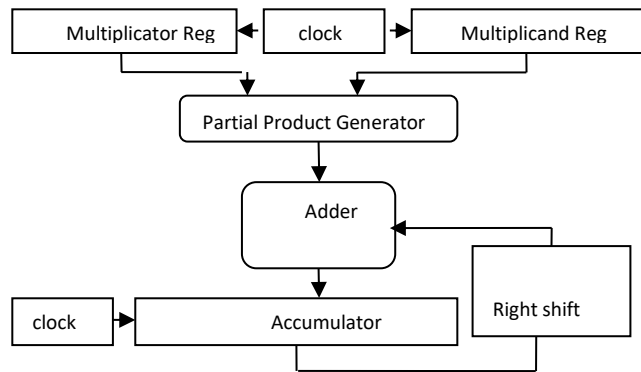 Multiplicator Reg
clock
Multiplicand Reg
Partial Product Generator
Adder
Right shift
clock
Accumulator